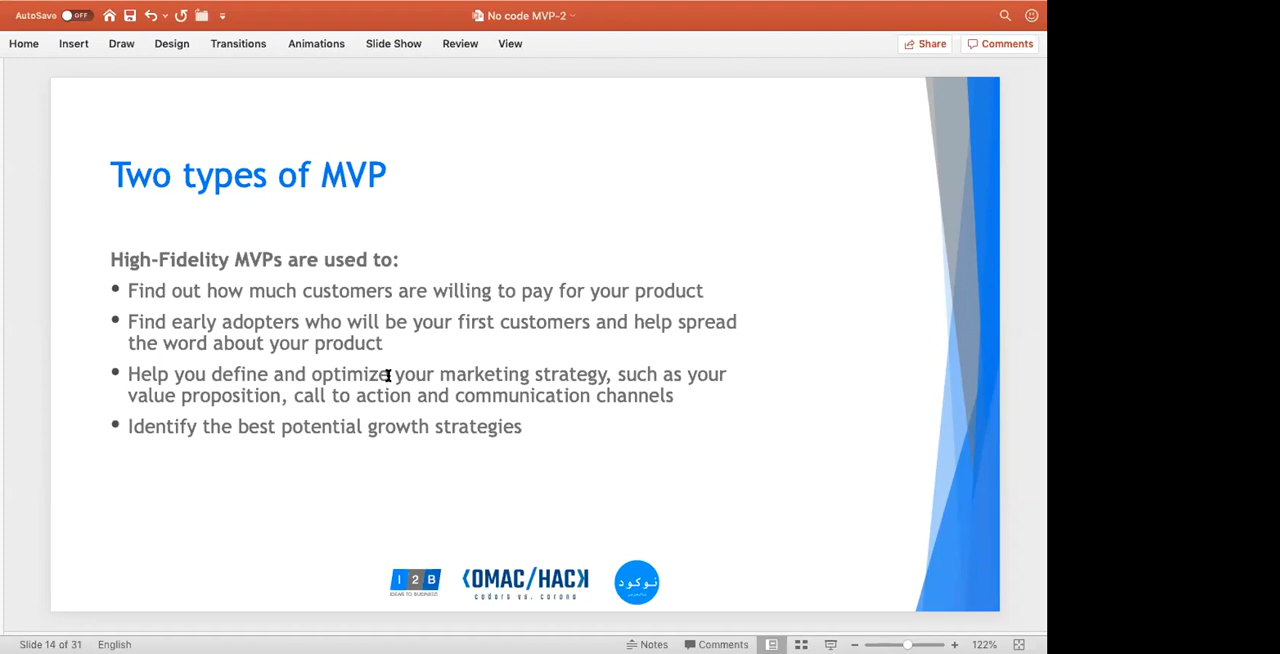 AutoSave OFF No code MVP-2
Home Insert Draw Design Transitions Animations Slide Show Review View Share Comments
Two types of MVP
High-Fidelity MVPs are used to:
• Find out how much customers are willing to pay for your product
• Find early adopters who will be your first customers and help spread
the word about your product
• Help you define and optimize your marketing strategy, such as your
value proposition, call to action and communication channels
• Identify the best potential growth strategies
I 2 B
IDEAS TO BUSINESS
OMAC/HACK
coders vs. corona
نوكود
Slide 14 of 31 English Notes Comments 122%